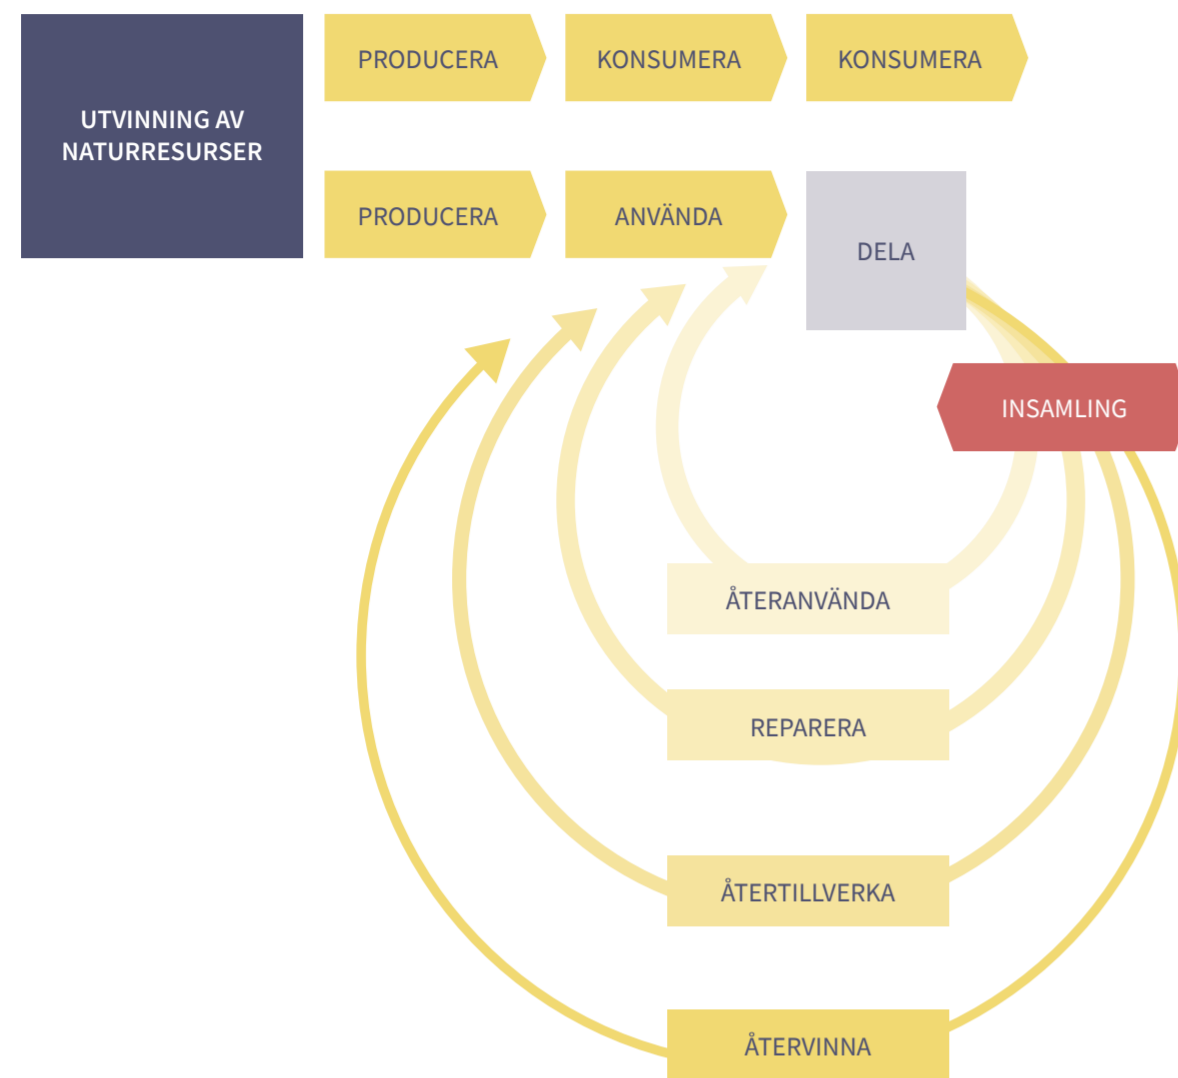 UTVINNING AV
NATURRESURSER
PRODUCERA
KONSUMERA
KONSUMERA
PRODUCERA
ANVÄNDA
DELA
INSAMLING
ÅTERANVÄNDA
REPARERA
ÅTERTILLVERKA
ÅTERVINNA